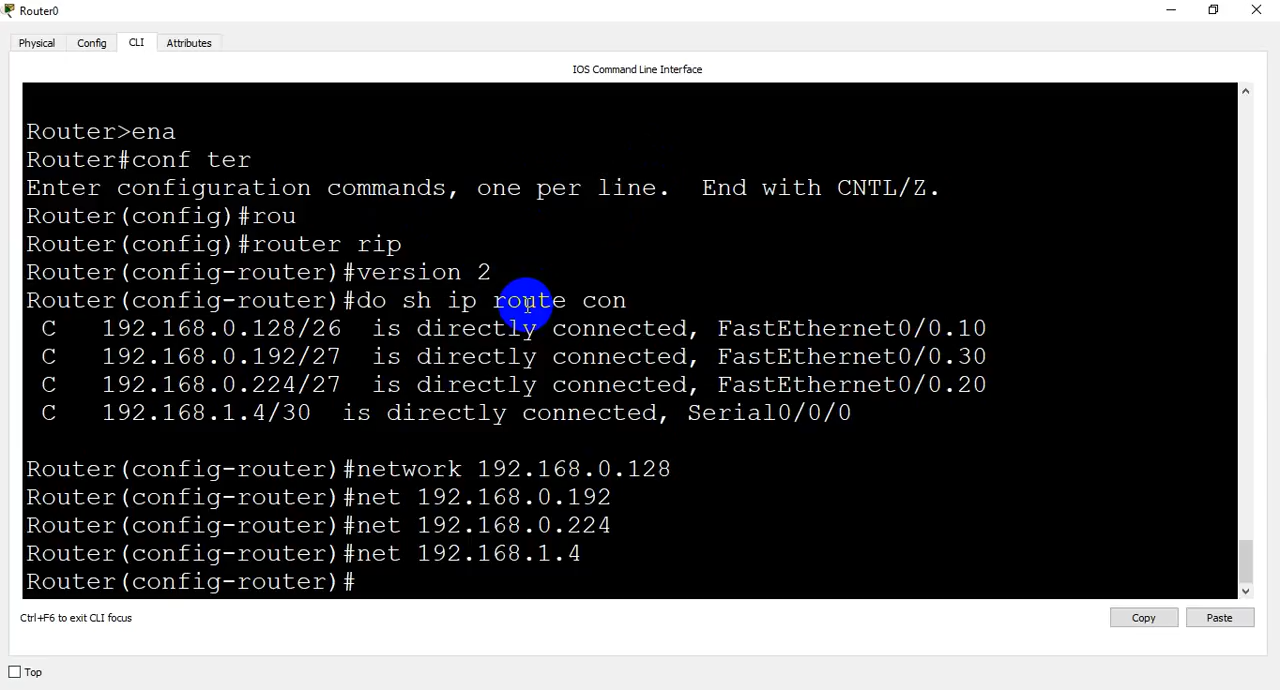 Router0
Physical Config CLI Attributes
IOS Command Line Interface
Router>ena
Router#conf ter
Enter configuration commands, one per line.  End with CNTL/Z.
Router(config)#rou
Router(config)#router rip
Router(config-router)#version 2
Router(config-router)#do sh ip route con
C   192.168.0.128/26  is directly connected, FastEthernet0/0.10
C   192.168.0.192/27  is directly connected, FastEthernet0/0.30
C   192.168.0.224/27  is directly connected, FastEthernet0/0.20
C   192.168.1.4/30  is directly connected, Serial0/0/0
Router(config-router)#network 192.168.0.128
Router(config-router)#net 192.168.0.192
Router(config-router)#net 192.168.0.224
Router(config-router)#net 192.168.1.4
Router(config-router)#
Ctrl+F6 to exit CLI focus
Copy Paste
Top